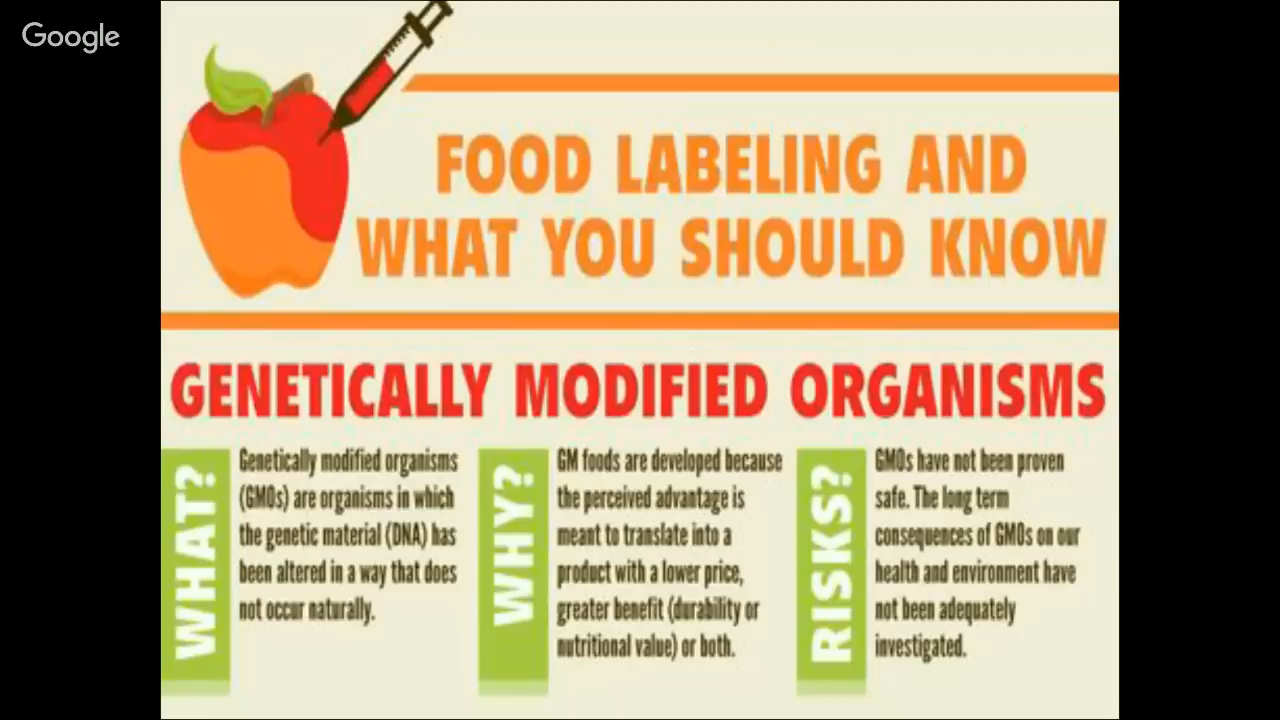 Google
FOOD LABELING AND
WHAT YOU SHOULD KNOW
GENETICALLY MODIFIED ORGANISMS
WHAT?
Genetically modified organisms
(GMOs) are organisms in which
the genetic material (DNA) has
been altered in a way that does
not occur naturally.
WHY?
GM foods are developed because
the perceived advantage is
meant to translate into a
product with a lower price,
greater benefit (durability or
nutritional value) or both.
RISKS?
GMOs have not been proven
safe. The long term
consequences of GMOs on our
health and environment have
not been adequately
investigated.